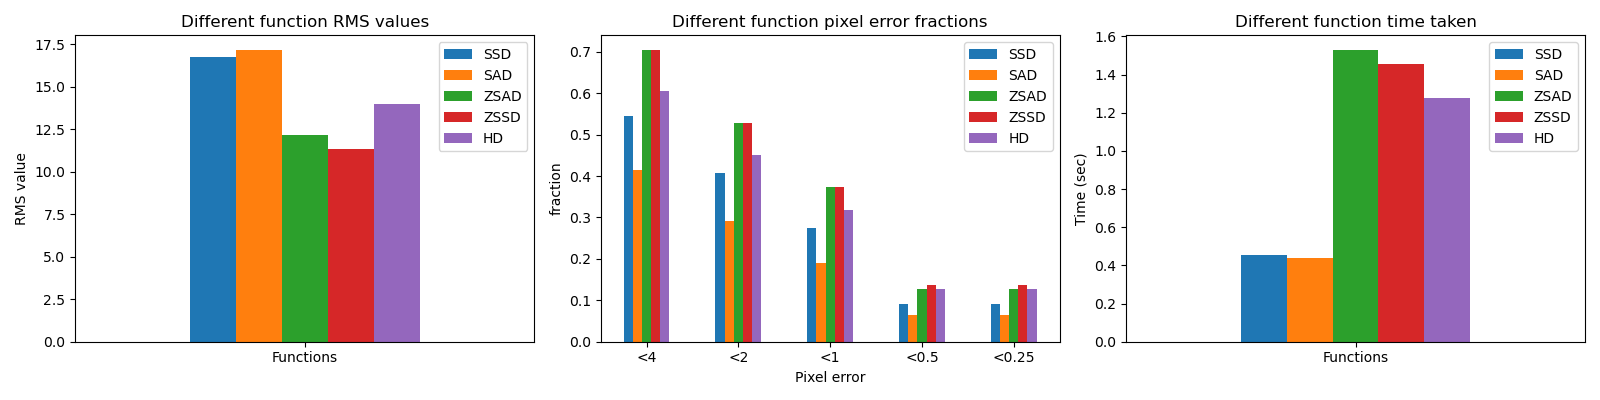 Different function RMS values
RMS value
17.5
15.0
12.5
10.0
7.5
5.0
2.5
0.0
Functions
SSD
SAD
ZSAD
ZSSD
HD
Different function pixel error fractions
fraction
0.7
0.6
0.5
0.4
0.3
0.2
0.1
0.0
<4
<2
<1
<0.5
<0.25
Pixel error
SSD
SAD
ZSAD
ZSSD
HD
Different function time taken
Time (sec)
1.6
1.4
1.2
1.0
0.8
0.6
0.4
0.2
0.0
Functions
SSD
SAD
ZSAD
ZSSD
HD